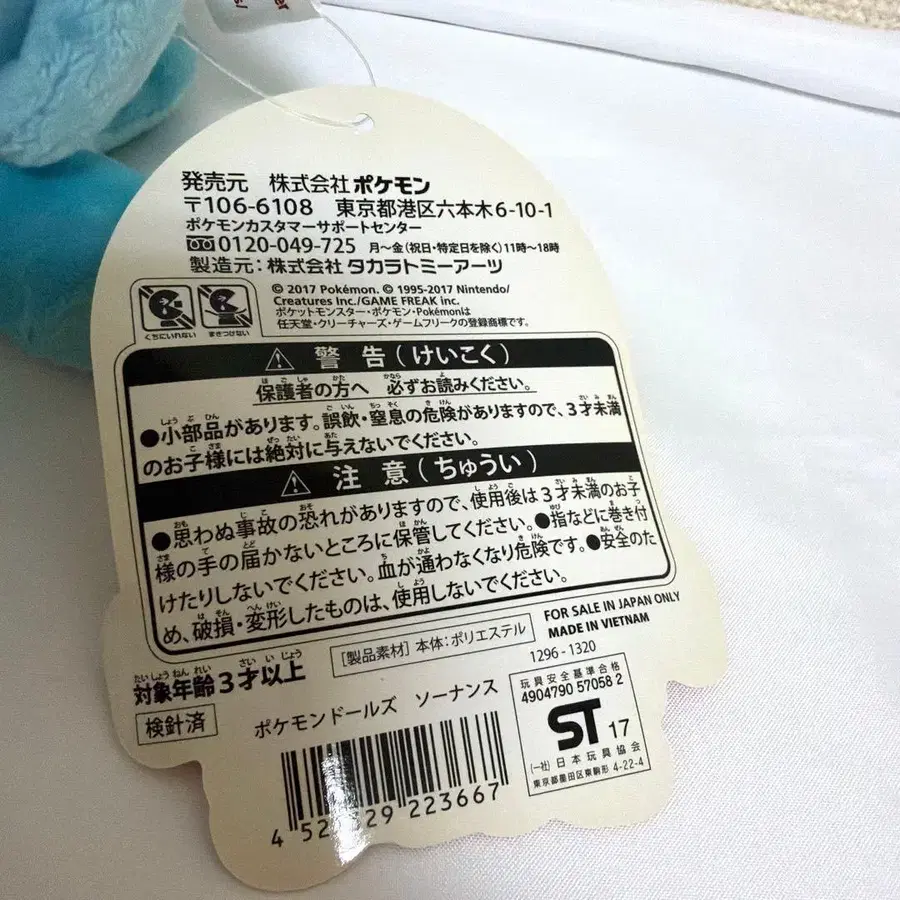 発売元 株式会社 ポケモン
〒106-6108 東京都港区六本木6-10-1
ポケモンカスタマーサポートセンター
0120-049-725 月〜金(祝日・特定日を除く)11時〜18時
製造元:株式会社 タカラトミーアーツ
くちにいれない まきつけない
© 2017 Pokémon. © 1995-2017 Nintendo/
Creatures Inc./GAME FREAK inc.
ポケットモンスター・ポケモン・Pokémonは
任天堂・クリーチャーズ・ゲームフリークの登録商標です。
警告(けいこく)
保護者の方へ 必ずお読みください。
●小部品があります。誤飲・窒息の危険がありますので、3才未満
のお子様には絶対に与えないでください。
注意(ちゅうい)
●思わぬ事故の恐れがありますので、使用後は3才未満のお子
様の手の届かないところに保管してください。●指などに巻き付
けたりしないでください。血が通わなくなり危険です。●安全のた
め、破損・変形したものは、使用しないでください。
FOR SALE IN JAPAN ONLY
MADE IN VIETNAM
[製品素材] 本体:ポリエステル
1296-1320
対象年齢3才以上
検針済
ポケモンドールズ ソーナンス
玩具安全基準合格
4904790 57058 2
ST 17
(一社)日本玩具協会
東京都墨田区東駒形 4-22-4
223667